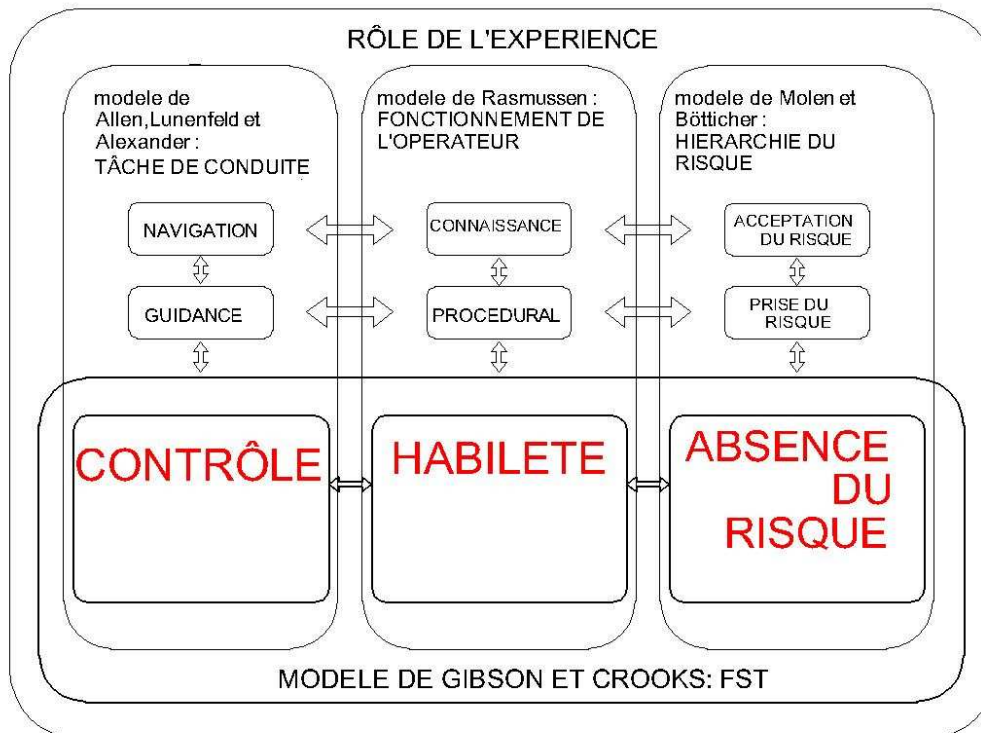 RÔLE DE L'EXPERIENCE
modele de
Allen,Lunenfeld et
Alexander :
TÂCHE DE CONDUITE
NAVIGATION
GUIDANCE
CONTRÔLE
modele de Rasmussen :
FONCTIONNEMENT DE
L'OPERATEUR
CONNAISSANCE
PROCEDURAL
HABILETE
modele de Molen et
Bötticher :
HIERARCHIE DU
RISQUE
ACCEPTATION
DU RISQUE
PRISE DU
RISQUE
ABSENCE
DU
RISQUE
MODELE DE GIBSON ET CROOKS: FST